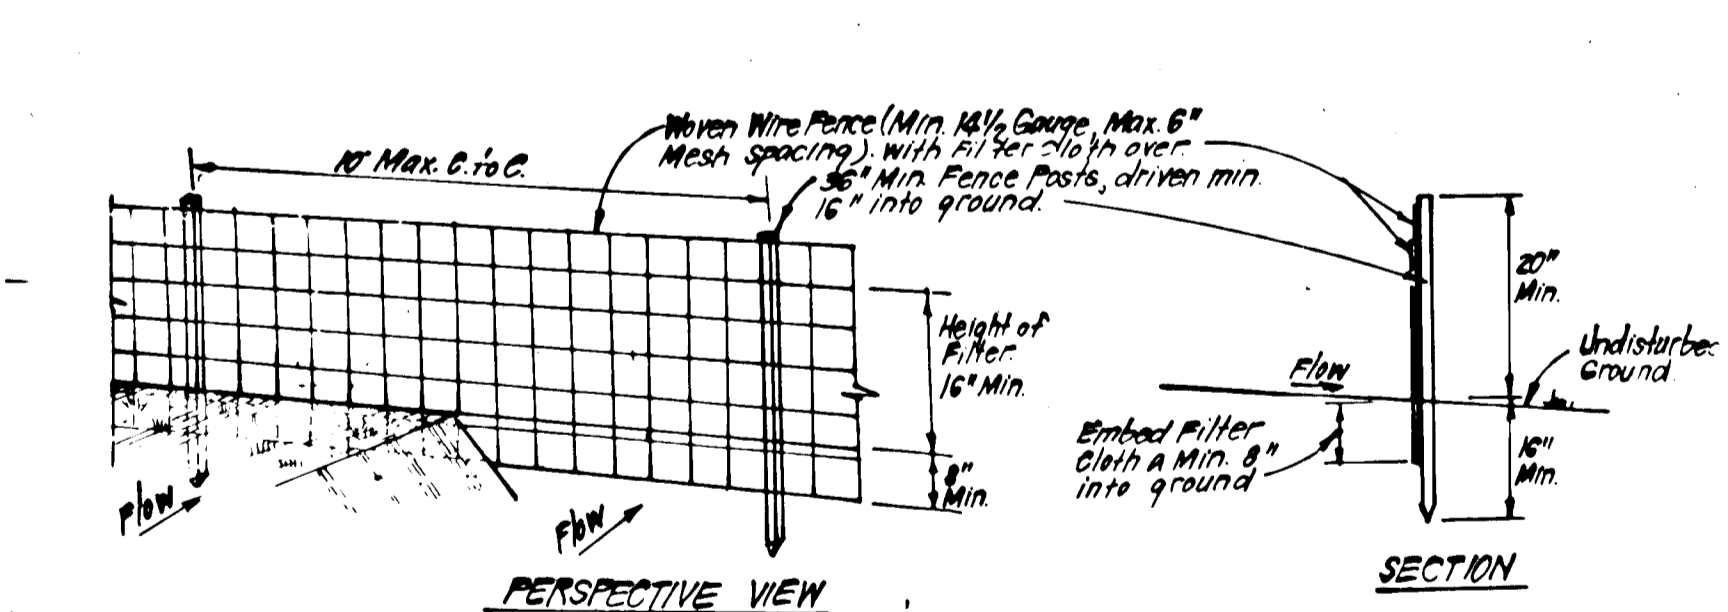 Woven Wire Fence (Min. 14½ Gauge, Max. 6"
Mesh spacing). with Filter cloth over.
36" Min. Fence Posts, driven min.
16" into ground.
10' Max. C. to C.
Height of
Filter.
16" Min.
8"
Min.
Flow
Flow
PERSPECTIVE VIEW
20"
Min.
Undisturbed
Ground.
Flow
Embed Filter
Cloth a Min. 8"
into ground
16"
Min.
SECTION